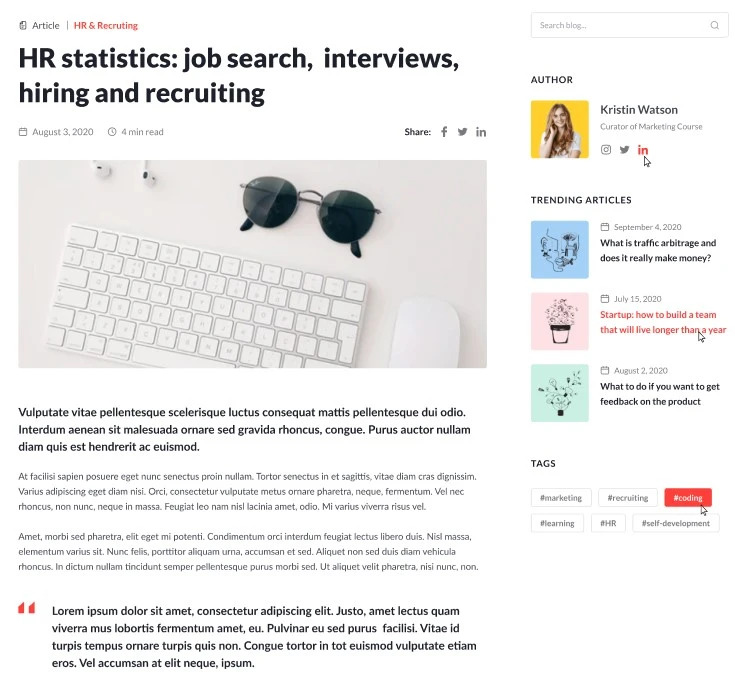 Article | HR & Recruting
HR statistics: job search, interviews,
hiring and recruiting
August 3, 2020 4 min read
Share:
Vulputate vitae pellentesque scelerisque luctus consequat mattis pellentesque dui odio.
Interdum aenean sit malesuada ornare sed gravida rhoncus, congue. Purus auctor nullam
diam quis est hendrerit ac euismod.
At facilisi sapien posuere eget nunc senectus proin nullam. Tortor senectus in et sagittis, vitae diam cras dignissim.
Varius adipiscing eget diam nisi. Orci, consectetur vulputate metus ornare pharetra, neque, fermentum. Vel nec
rhoncus, non nunc, neque in massa. Feugiat leo nam nisl lacinia amet, odio. Mi varius viverra risus vel.
Amet, morbi sed pharetra, elit eget mi potenti. Condimentum orci interdum feugiat lectus libero duis. Nisl massa,
elementum varius sit. Nunc felis, porttitor aliquam urna, accumsan et sed. Aliquet non sed duis diam vehicula
rhoncus. In dictum nullam tincidunt semper pellentesque purus morbi sed. Ut aliquet velit pharetra, nisi nunc, non.
Lorem ipsum dolor sit amet, consectetur adipiscing elit. Justo, amet lectus quam
viverra mus lobortis fermentum amet, eu. Pulvinar eu sed purus facilisi. Vitae id
turpis tempus ornare turpis quis non. Congue tortor in tot euismod vulputate etiam
eros. Vel accumsan at elit neque, ipsum.
Search blog...
AUTHOR
Kristin Watson
Curator of Marketing Course
TRENDING ARTICLES
September 4, 2020
What is traffic arbitrage and
does it really make money?
July 15, 2020
Startup: how to build a team
that will live longer than a year
August 2, 2020
What to do if you want to get
feedback on the product
TAGS
#marketing #recruiting #coding
#learning #HR #self-development